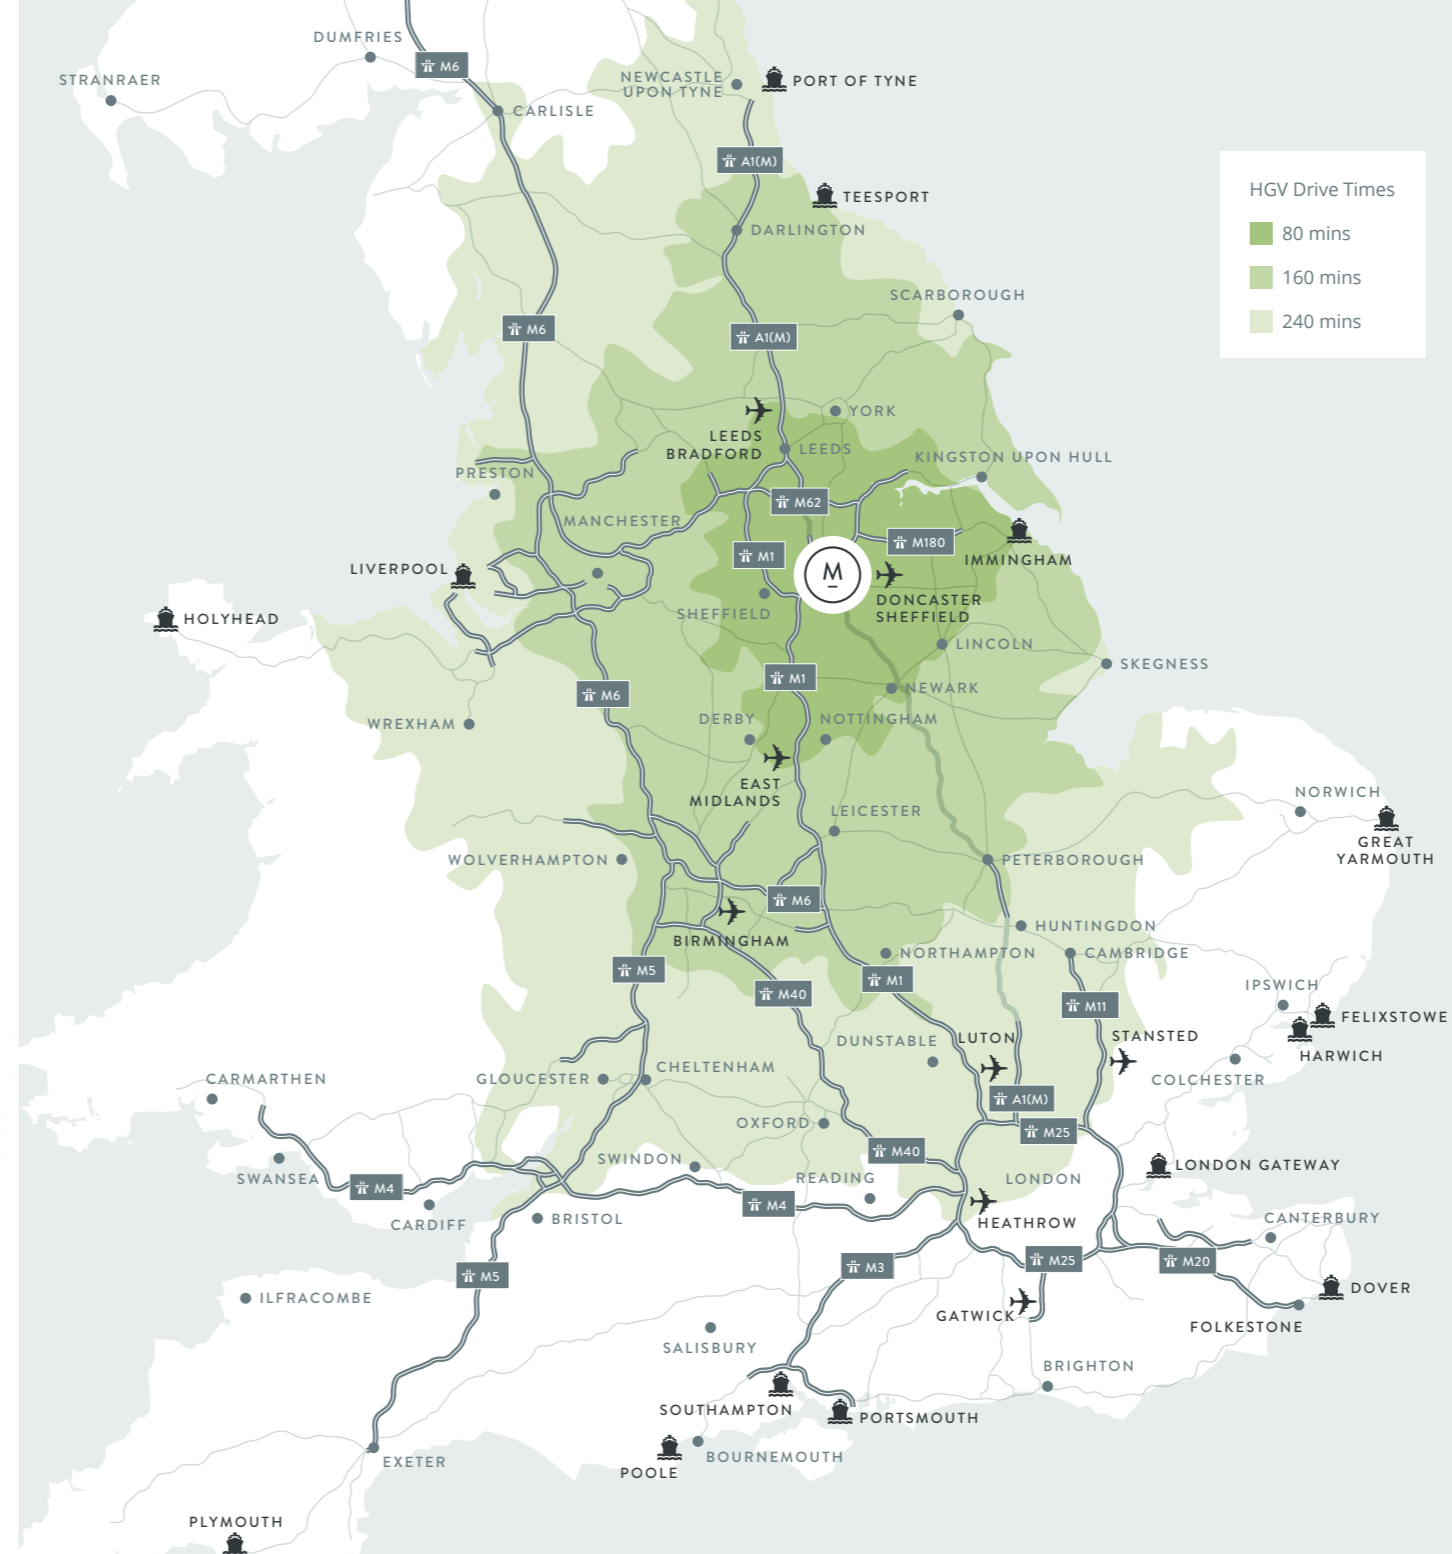 DUMFRIES
M6
STRANRAER
CARLISLE
NEWCASTLE
UPON TYNE
PORT OF TYNE
A1(M)
TEESPORT
DARLINGTON
HGV Drive Times
80 mins
160 mins
240 mins
SCARBOROUGH
M6
A1(M)
YORK
LEEDS
BRADFORD
LEEDS
KINGSTON UPON HULL
PRESTON
M62
MANCHESTER
M180
M1
IMMINGHAM
LIVERPOOL
M
DONCASTER
SHEFFIELD
SHEFFIELD
HOLYHEAD
LINCOLN
SKEGNESS
M1
M6
NEWARK
WREXHAM
DERBY
NOTTINGHAM
EAST
MIDLANDS
NORWICH
LEICESTER
GREAT
YARMOUTH
WOLVERHAMPTON
PETERBOROUGH
M6
HUNTINGDON
BIRMINGHAM
NORTHAMPTON
CAMBRIDGE
M5
M1
M40
IPSWICH
M11
FELIXSTOWE
DUNSTABLE
LUTON
STANSTED
HARWICH
CARMARTHEN
GLOUCESTER
CHELTENHAM
COLCHESTER
A1(M)
OXFORD
M25
M40
SWINDON
LONDON GATEWAY
SWANSEA
M4
READING
LONDON
M4
CARDIFF
BRISTOL
HEATHROW
CANTERBURY
M5
M3
M25
M20
DOVER
ILFRACOMBE
GATWICK
FOLKESTONE
SALISBURY
BRIGHTON
SOUTHAMPTON
PORTSMOUTH
EXETER
BOURNEMOUTH
POOLE
PLYMOUTH